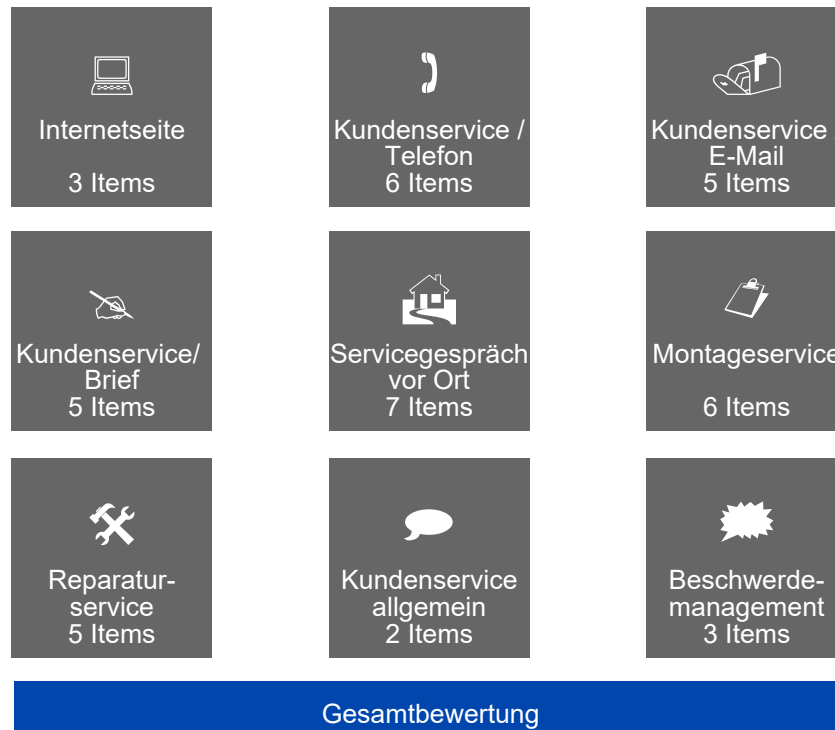 Internetseite
3 Items
Kundenservice /
Telefon
6 Items
Kundenservice
E-Mail
5 Items
Kundenservice/
Brief
5 Items
Servicegespräch
vor Ort
7 Items
Montageservice
6 Items
Reparatur-
service
5 Items
Kundenservice
allgemein
2 Items
Beschwerde-
management
3 Items
Gesamtbewertung